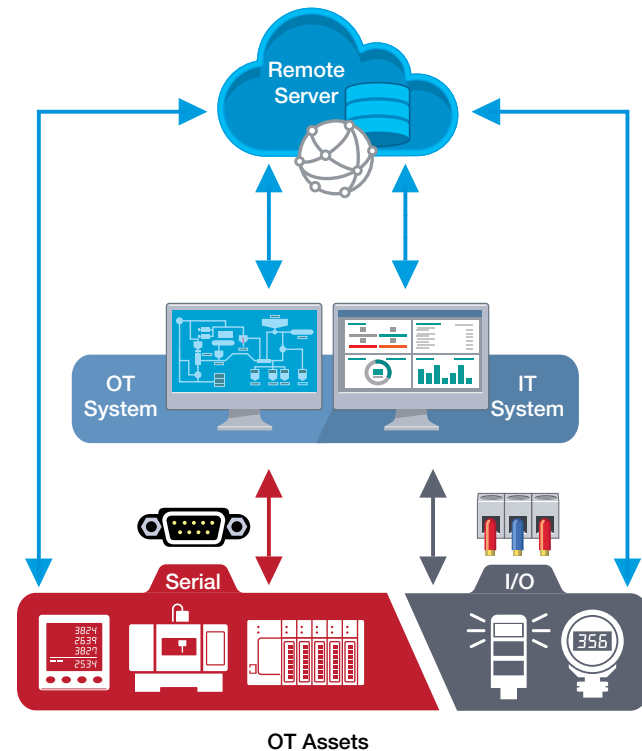 Remote
Server
OT
System
IT
System
Serial
I/O
3824
2639
3827
2534
356
OT Assets